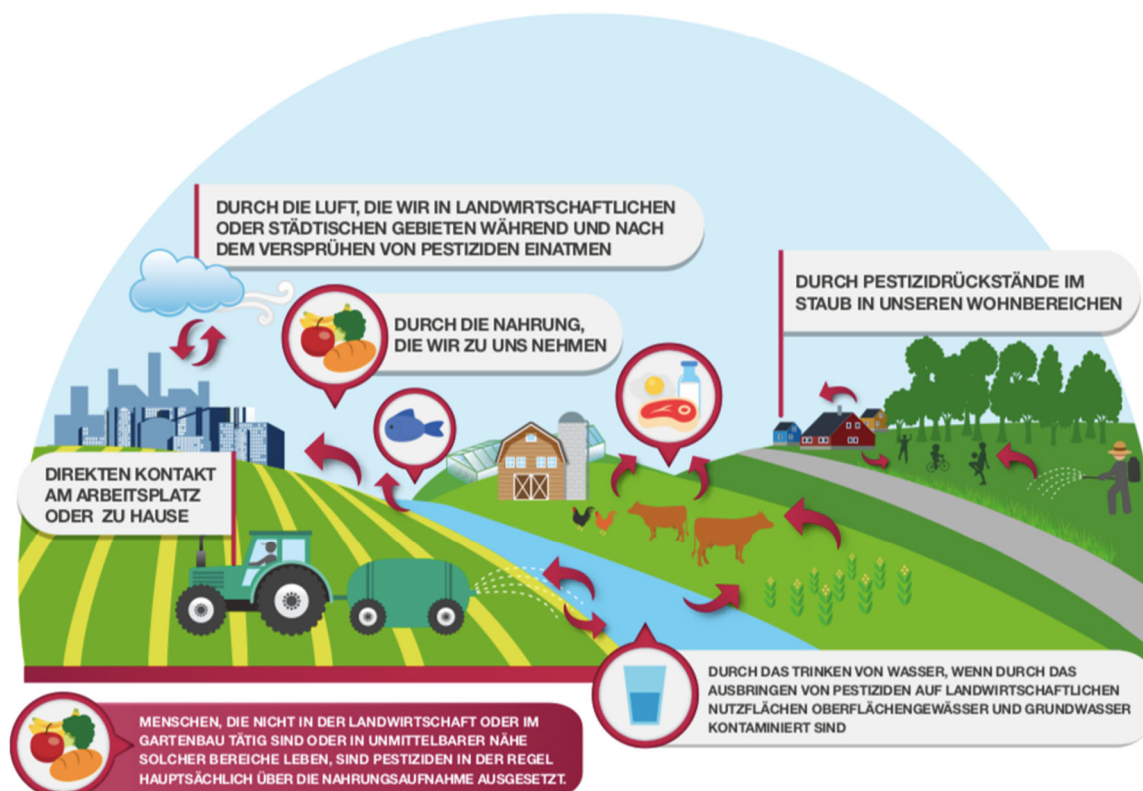 DURCH DIE LUFT, DIE WIR IN LANDWIRTSCHAFTLICHEN
ODER STÄDTISCHEN GEBIETEN WÄHREND UND NACH
DEM VERSPRÜHEN VON PESTIZIDEN EINATMEN
DURCH PESTIZIDRÜCKSTÄNDE IM
STAUB IN UNSEREN WOHNBEREICHEN
DURCH DIE NAHRUNG,
DIE WIR ZU UNS NEHMEN
DIREKTEN KONTAKT
AM ARBEITSPLATZ
ODER ZU HAUSE
DURCH DAS TRINKEN VON WASSER, WENN DURCH DAS
AUSBRINGEN VON PESTIZIDEN AUF LANDWIRTSCHAFTLICHEN
NUTZFLÄCHEN OBERFLÄCHENGEWÄSSER UND GRUNDWASSER
KONTAMINIERT SIND
MENSCHEN, DIE NICHT IN DER LANDWIRTSCHAFT ODER IM
GARTENBAU TÄTIG SIND ODER IN UNMITTELBARER NÄHE
SOLCHER BEREICHE LEBEN, SIND PESTIZIDEN IN DER REGEL
HAUPTSÄCHLICH ÜBER DIE NAHRUNGSAUFNAHME AUSGESETZT.